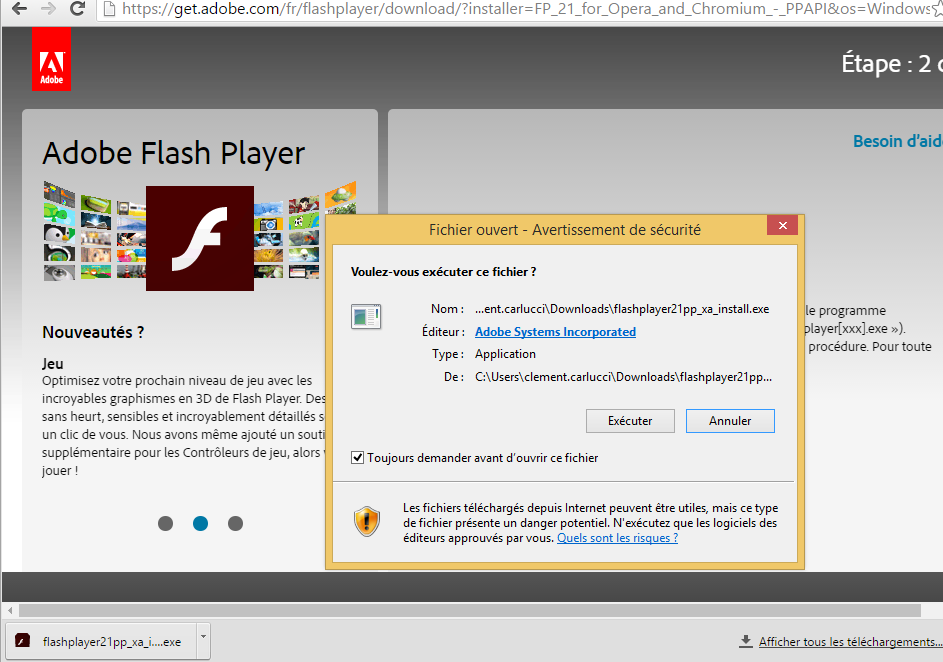 https://get.adobe.com/fr/flashplayer/download/?installer=FP_21_for_Opera_and_Chromium_-_PPAPI&os=Windows
Adobe
Étape : 2
Besoin d'aid
Adobe Flash Player
Nouveautés ?
Jeu
Optimisez votre prochain niveau de jeu avec les
incroyables graphismes en 3D de Flash Player. Des
sans heurt, sensibles et incroyablement détaillés s
un clic de vous. Nous avons même ajouté un souti
supplémentaire pour les Contrôleurs de jeu, alors
jouer !
Fichier ouvert - Avertissement de sécurité
Voulez-vous exécuter ce fichier ?
Nom : ...ent.carlucci\Downloads\flashplayer21pp_xa_install.exe
Éditeur : Adobe Systems Incorporated
Type : Application
De : C:\Users\clement.carlucci\Downloads\flashplayer21pp...
Exécuter Annuler
Toujours demander avant d'ouvrir ce fichier
Les fichiers téléchargés depuis Internet peuvent être utiles, mais ce type
de fichier présente un danger potentiel. N'exécutez que les logiciels des
éditeurs approuvés par vous. Quels sont les risques ?
le programme
player[xxx].exe »).
procédure. Pour toute
flashplayer21pp_xa_i....exe
Afficher tous les téléchargements...